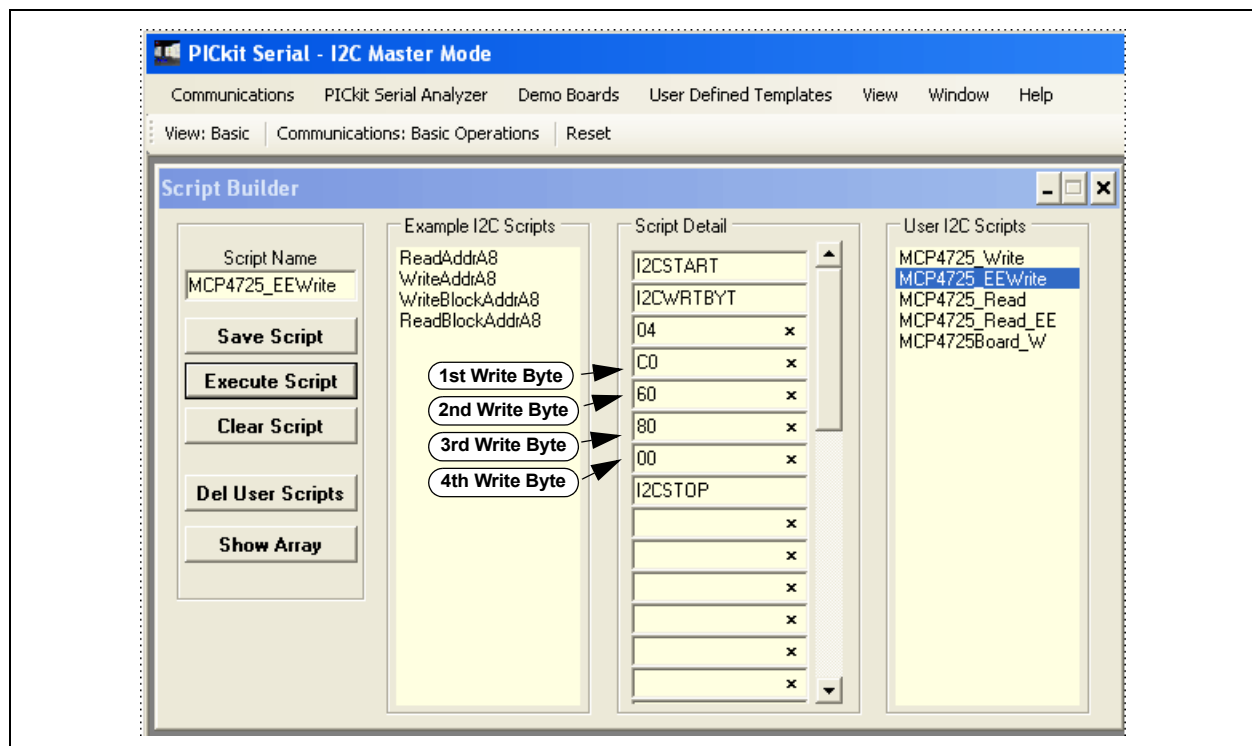 PICkit Serial - I2C Master Mode
Communications PICkit Serial Analyzer Demo Boards User Defined Templates View Window Help
View: Basic Communications: Basic Operations Reset
Script Builder
Script Name
MCP4725_EEWrite
Save Script
Execute Script
Clear Script
Del User Scripts
Show Array
Example I2C Scripts
ReadAddrA8
WriteAddrA8
WriteBlockAddrA8
ReadBlockAddrA8
1st Write Byte
2nd Write Byte
3rd Write Byte
4th Write Byte
Script Detail
I2CSTART
I2CWRTBYT
04 x
C0 x
60 x
80 x
00 x
I2CSTOP
x
x
x
x
x
x
User I2C Scripts
MCP4725_Write
MCP4725_EEWrite
MCP4725_Read
MCP4725_Read_EE
MCP4725Board_W